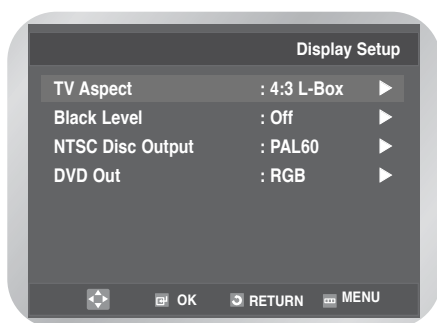 Display Setup
TV Aspect : 4:3 L-Box
Black Level : Off
NTSC Disc Output : PAL60
DVD Out : RGB
OK RETURN MENU